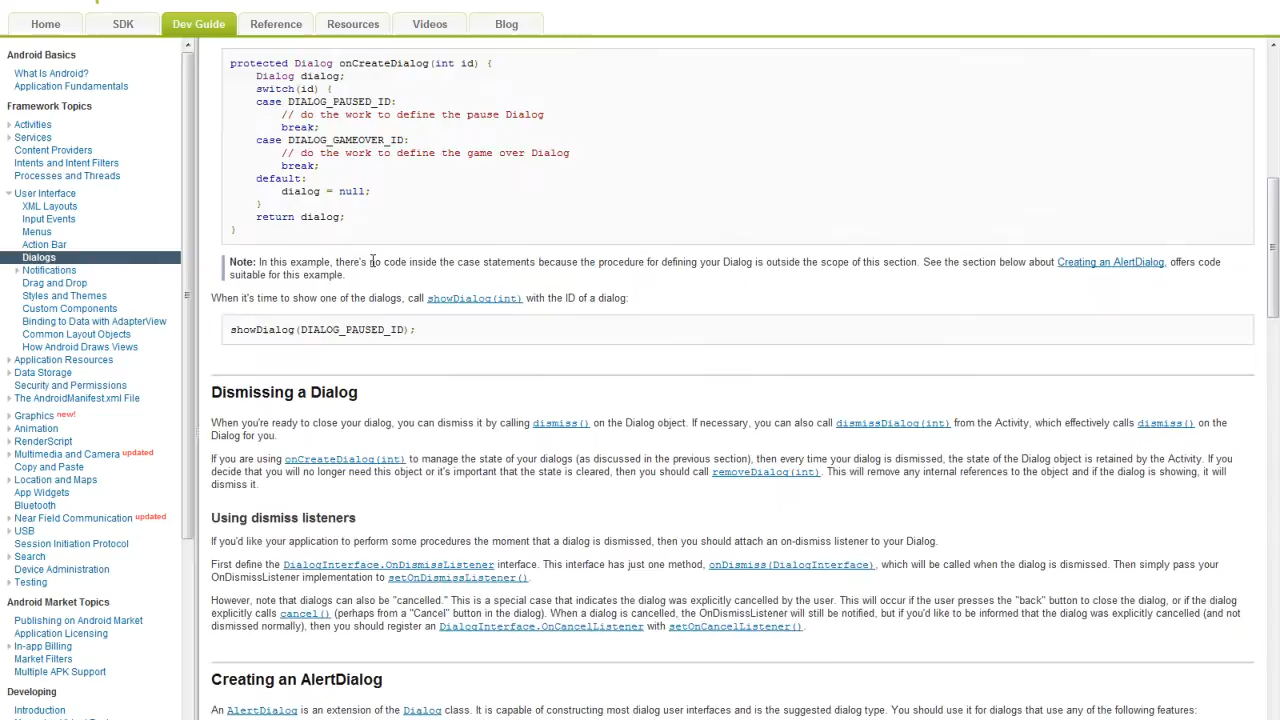 Home
SDK
Dev Guide
Reference
Resources
Videos
Blog
Android Basics
What Is Android?
Application Fundamentals
Framework Topics
Activities
Services
Content Providers
Intents and Intent Filters
Processes and Threads
User Interface
XML Layouts
Input Events
Menus
Action Bar
Dialogs
Notifications
Drag and Drop
Styles and Themes
Custom Components
Binding to Data with AdapterView
Common Layout Objects
How Android Draws Views
Application Resources
Data Storage
Security and Permissions
The AndroidManifest.xml File
Graphics new!
Animation
RenderScript
Multimedia and Camera updated
Copy and Paste
Location and Maps
App Widgets
Bluetooth
Near Field Communication updated
USB
Session Initiation Protocol
Search
Device Administration
Testing
Android Market Topics
Publishing on Android Market
Application Licensing
In-app Billing
Market Filters
Multiple APK Support
Developing
Introduction
protected Dialog onCreateDialog(int id) {
Dialog dialog;
switch(id) {
case DIALOG_PAUSED_ID:
// do the work to define the pause Dialog
break;
case DIALOG_GAMEOVER_ID:
// do the work to define the game over Dialog
break;
default:
dialog = null;
}
return dialog;
}
Note: In this example, there's no code inside the case statements because the procedure for defining your Dialog is outside the scope of this section. See the section below about Creating an AlertDialog, offers code
suitable for this example.
When it's time to show one of the dialogs, call showDialog(int) with the ID of a dialog:
showDialog(DIALOG_PAUSED_ID);
Dismissing a Dialog
When you're ready to close your dialog, you can dismiss it by calling dismiss() on the Dialog object. If necessary, you can also call dismissDialog(int) from the Activity, which effectively calls dismiss() on the
Dialog for you.
If you are using onCreateDialog(int) to manage the state of your dialogs (as discussed in the previous section), then every time your dialog is dismissed, the state of the Dialog object is retained by the Activity. If you
decide that you will no longer need this object or it's important that the state is cleared, then you should call removeDialog(int). This will remove any internal references to the object and if the dialog is showing, it will
dismiss it.
Using dismiss listeners
If you'd like your application to perform some procedures the moment that a dialog is dismissed, then you should attach an on-dismiss listener to your Dialog.
First define the DialogInterface.OnDismissListener interface. This interface has just one method, onDismiss(DialogInterface), which will be called when the dialog is dismissed. Then simply pass your
OnDismissListener implementation to setOnDismissListener().
However, note that dialogs can also be "cancelled." This is a special case that indicates the dialog was explicitly cancelled by the user. This will occur if the user presses the "back" button to close the dialog, or if the dialog
explicitly calls cancel() (perhaps from a "Cancel" button in the dialog). When a dialog is cancelled, the OnDismissListener will still be notified, but if you'd like to be informed that the dialog was explicitly cancelled (and not
dismissed normally), then you should register an DialogInterface.OnCancelListener with setOnCancelListener().
Creating an AlertDialog
An AlertDialog is an extension of the Dialog class. It is capable of constructing most dialog user interfaces and is the suggested dialog type. You should use it for dialogs that use any of the following features: